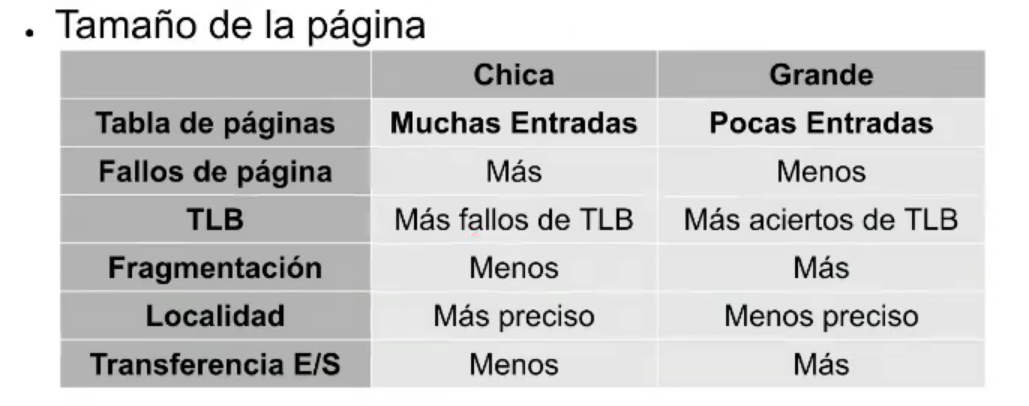 • Tamaño de la página
Chica Grande
Tabla de páginas Muchas Entradas Pocas Entradas
Fallos de página Más Menos
TLB Más fallos de TLB Más aciertos de TLB
Fragmentación Menos Más
Localidad Más preciso Menos preciso
Transferencia E/S Menos Más